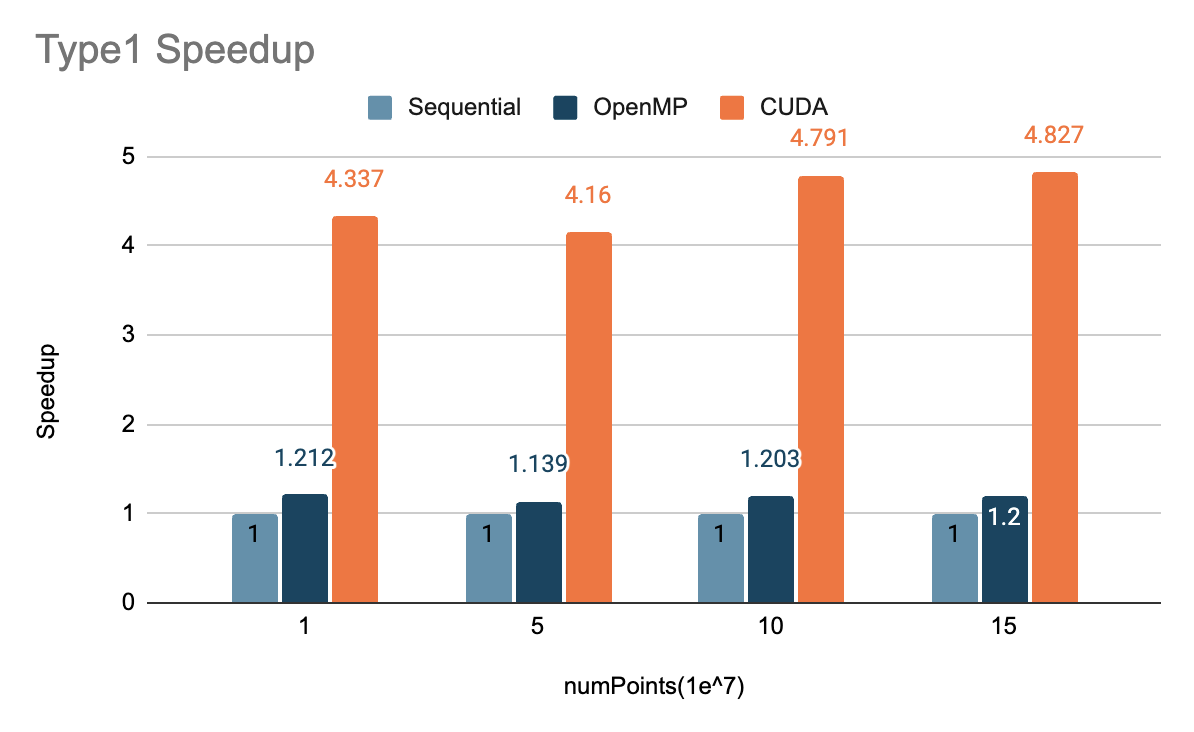 Type1 Speedup
Sequential OpenMP CUDA
4.337 4.16 4.791 4.827
1.212 1.139 1.203 1.2
1 1 1 1
5
4
3
2
1
0
Speedup
1 5 10 15
numPoints(1e^7)